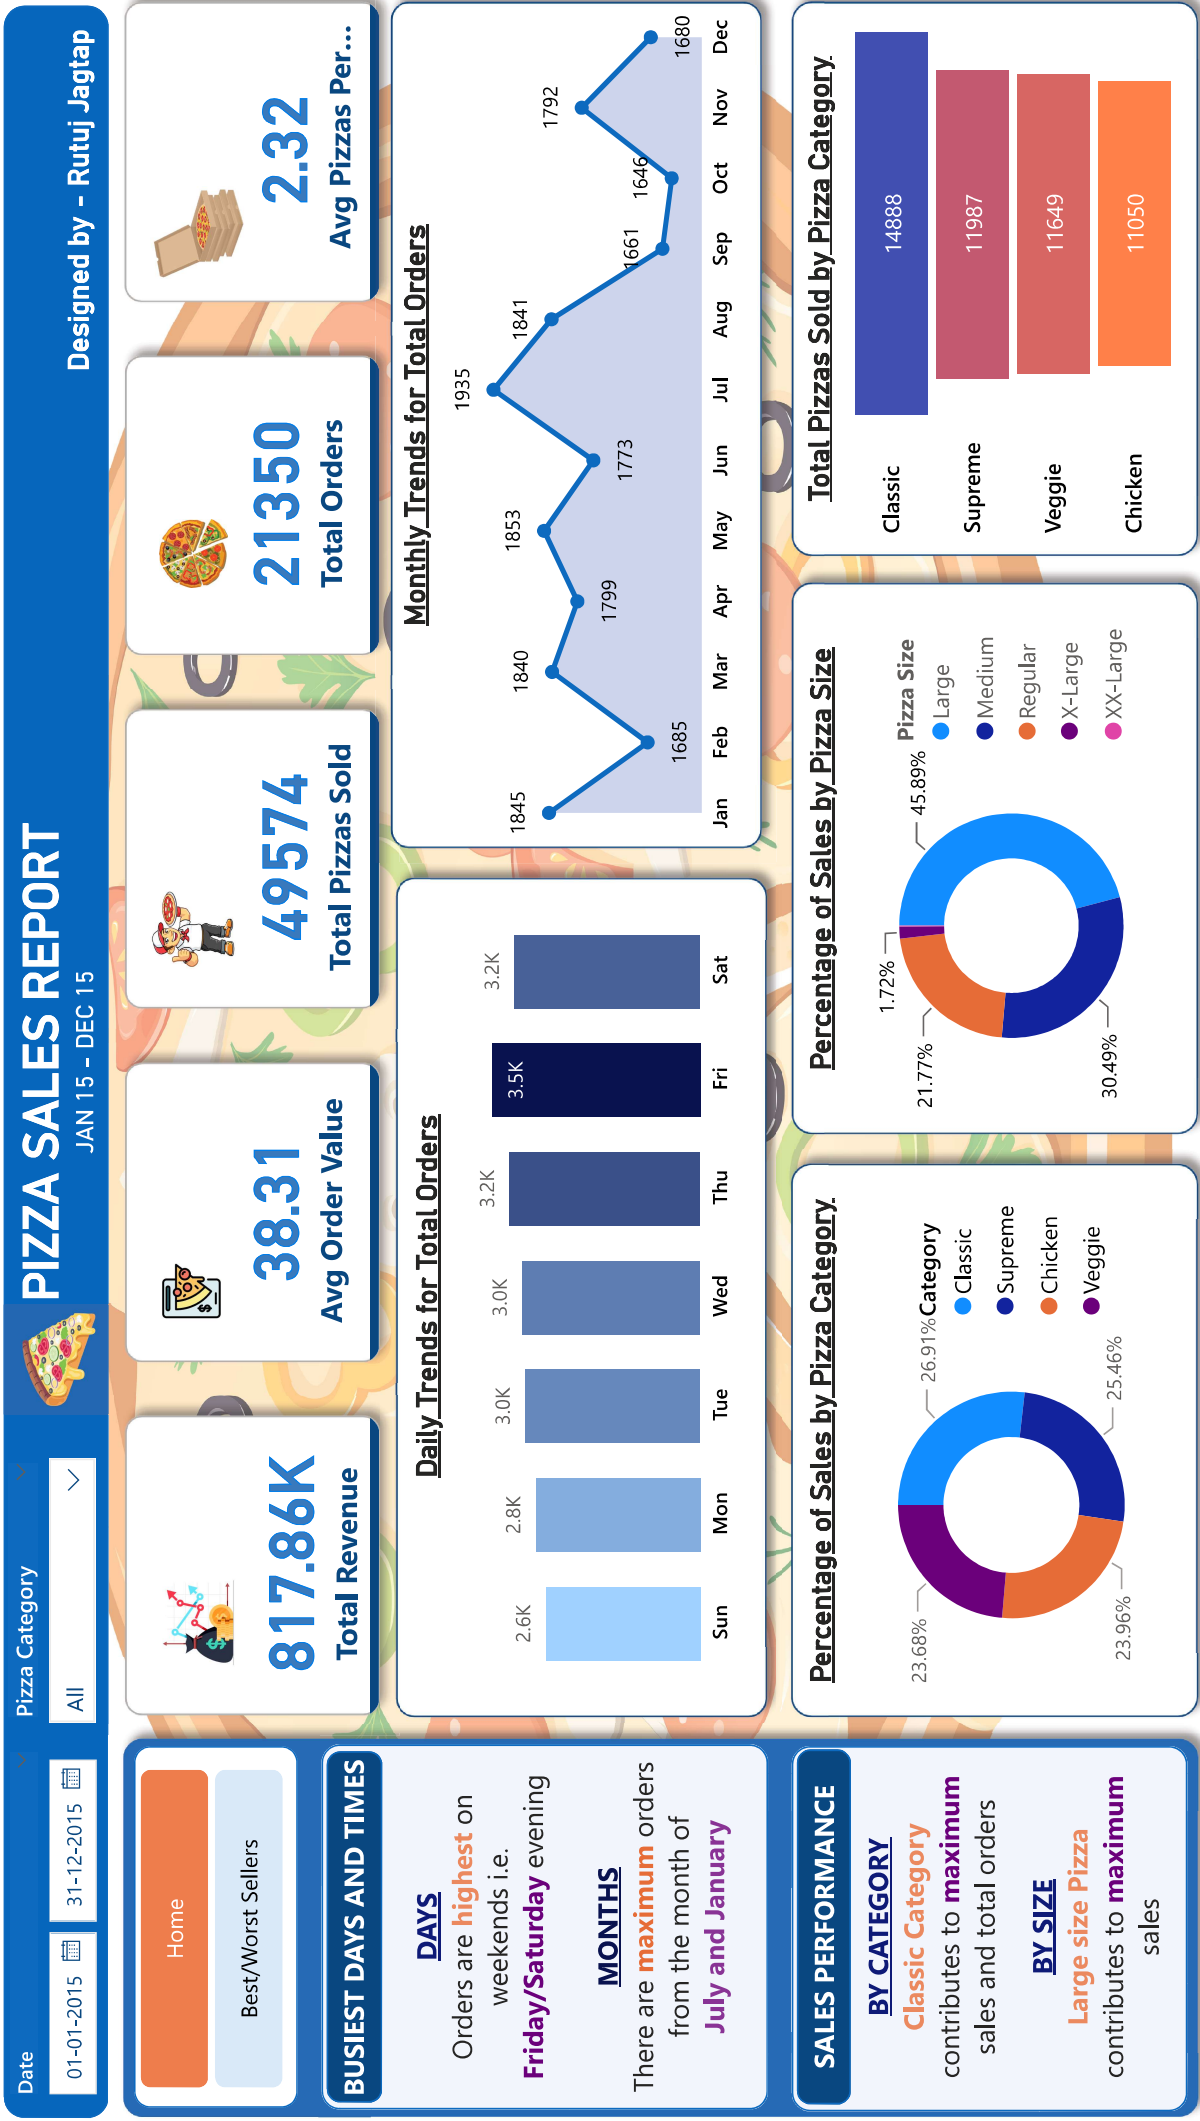 Date
01-01-2015
31-12-2015
Pizza Category
All
PIZZA SALES REPORT
JAN 15 - DEC 15
Designed by - Rutuj Jagtap
Home
Best/Worst Sellers
817.86K
Total Revenue
38.31
Avg Order Value
49574
Total Pizzas Sold
21350
Total Orders
2.32
Avg Pizzas Per...
BUSIEST DAYS AND TIMES
DAYS
Orders are highest on
weekends i.e.
Friday/Saturday evening
MONTHS
There are maximum orders
from the month of
July and January
Daily Trends for Total Orders
2.6K
2.8K
3.0K
3.0K
3.2K
3.5K
3.2K
Sun
Mon
Tue
Wed
Thu
Fri
Sat
Monthly Trends for Total Orders
1845
1685
1840
1799
1853
1773
1935
1841
1661
1646
1792
1680
Jan
Feb
Mar
Apr
May
Jun
Jul
Aug
Sep
Oct
Nov
Dec
SALES PERFORMANCE
BY CATEGORY
Classic Category
contributes to maximum
sales and total orders
BY SIZE
Large size Pizza
contributes to maximum
sales
Percentage of Sales by Pizza Category
23.68%
26.91%
23.96%
25.46%
Category
Classic
Supreme
Chicken
Veggie
Percentage of Sales by Pizza Size
1.72%
21.77%
45.89%
30.49%
Pizza Size
Large
Medium
Regular
X-Large
XX-Large
Total Pizzas Sold by Pizza Category
Classic
14888
Supreme
11987
Veggie
11649
Chicken
11050